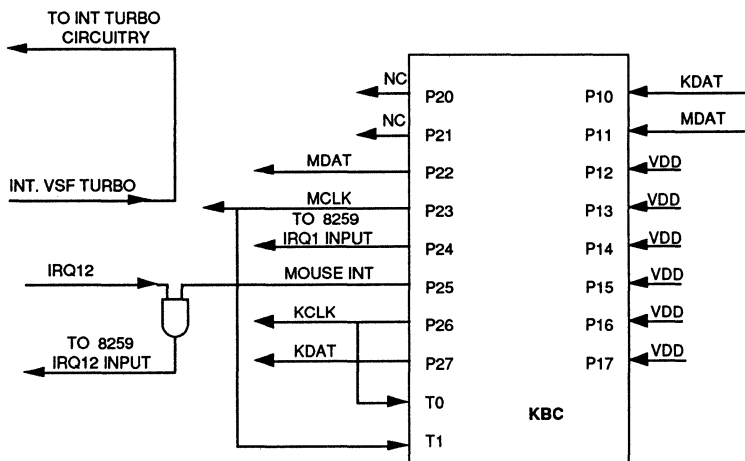 TO INT TURBO
CIRCUITRY
INT. VSF TURBO
NC
P20
P10
KDAT
NC
P21
P11
MDAT
MDAT
P22
P12
VDD
MCLK
P23
P13
VDD
TO 8259
IRQ1 INPUT
P24
P14
VDD
IRQ12
MOUSE INT
P25
P15
VDD
KCLK
P26
P16
VDD
TO 8259
IRQ12 INPUT
KDAT
P27
P17
VDD
T0
KBC
T1